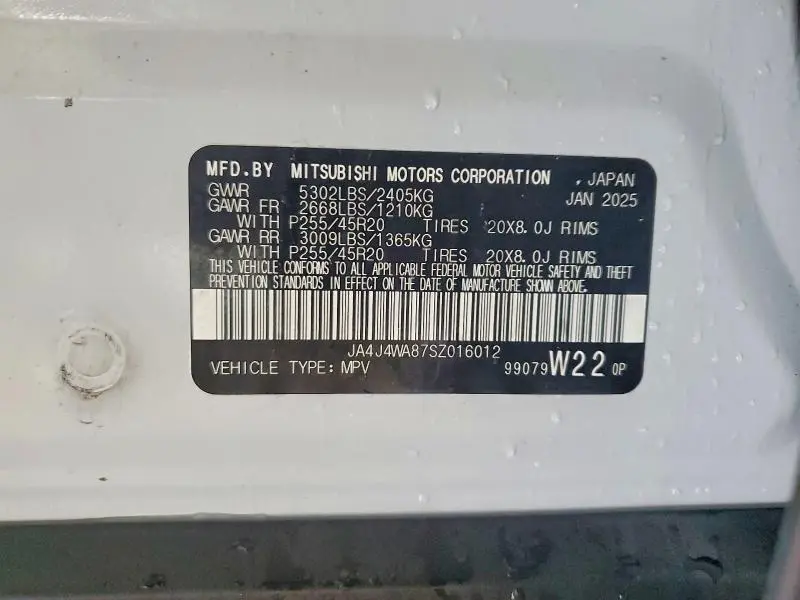 MFD.BY MITSUBISHI MOTORS CORPORATION , JAPAN
GWR 5302LBS/2405KG JAN 2025
GAWR FR 2668LBS/1210KG
WITH P255/45R20 TIRES 20X8.0J RIMS
GAWR RR 3009LBS/1365KG
WITH P255/45R20 TIRES 20X8.0J RIMS
THIS VEHICLE CONFORMS TO ALL APPLICABLE FEDERAL MOTOR VEHICLE SAFETY AND THEFT
PREVENTION STANDARDS IN EFFECT ON THE DATE OF MANUFACTURE SHOWN ABOVE.
JA4J4WA87SZ016012
VEHICLE TYPE: MPV 99079W22 0P